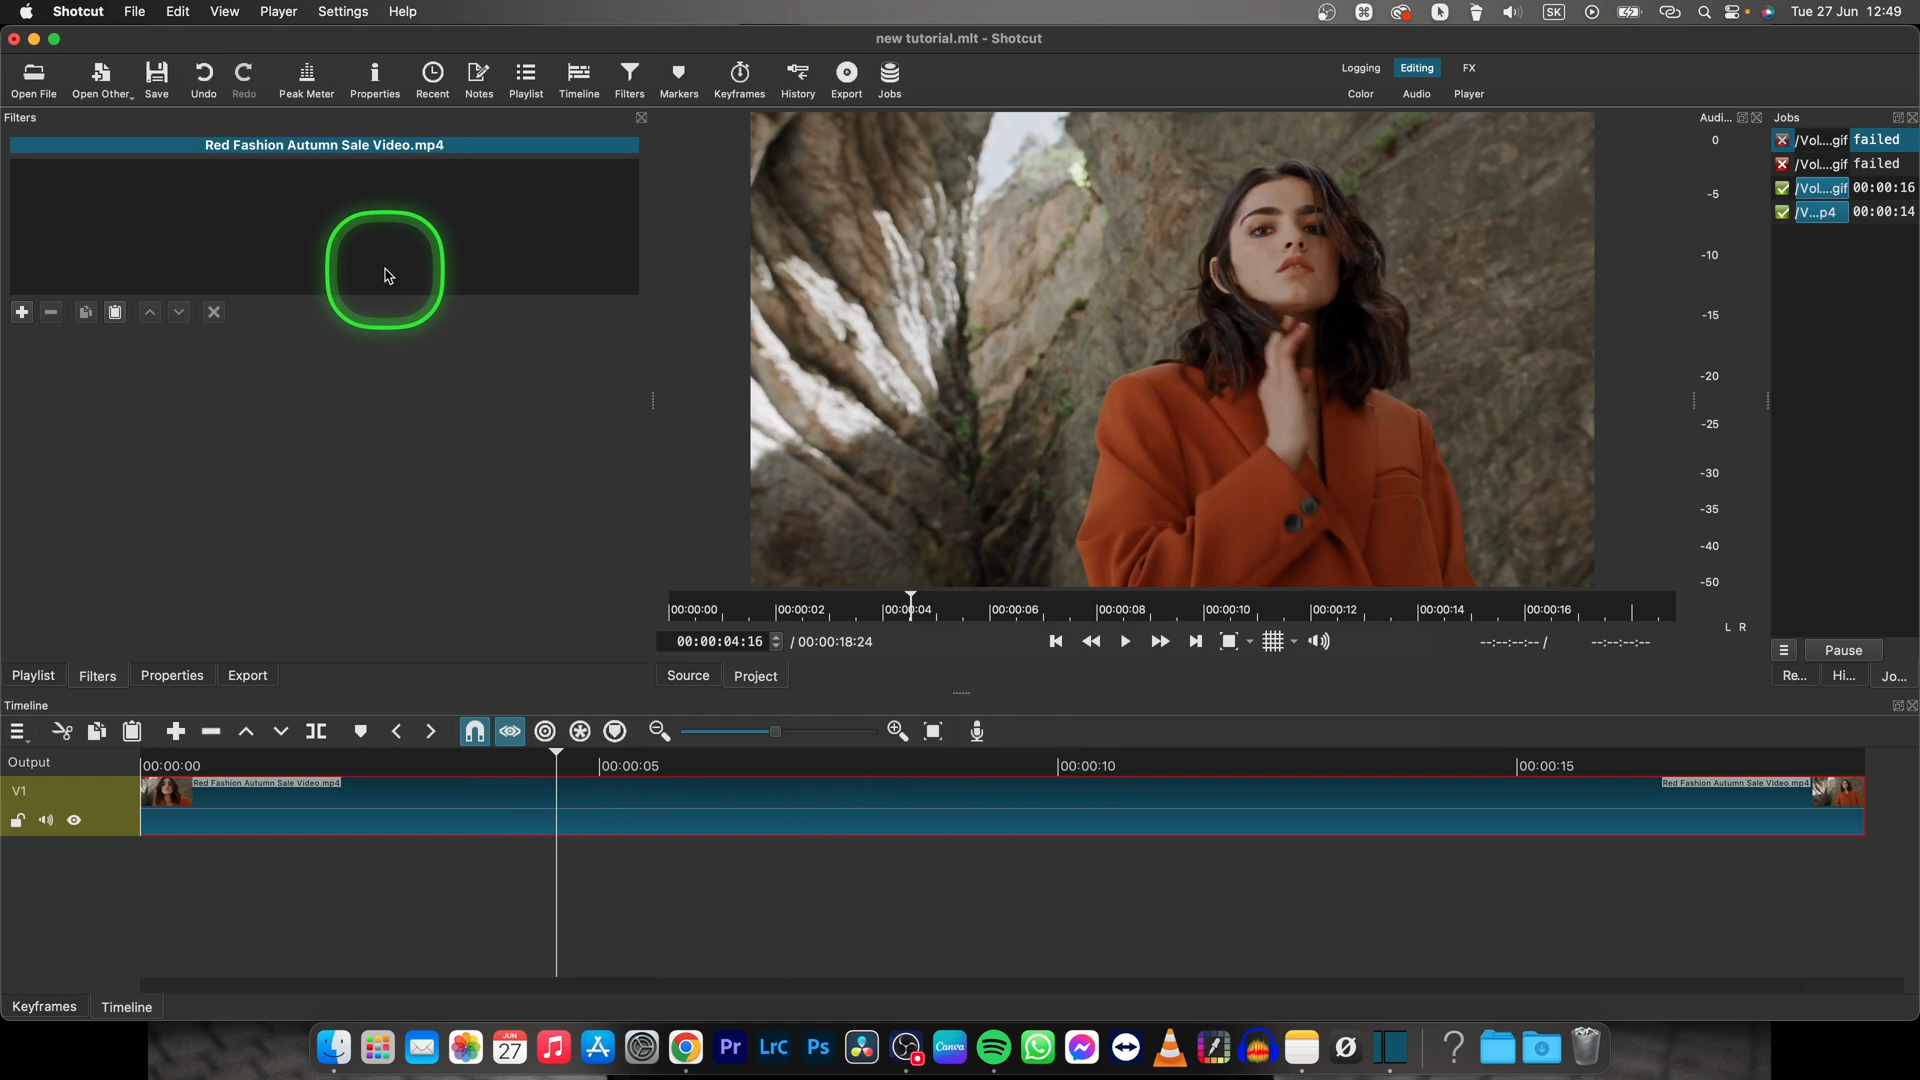 Shotcut File Edit View Player Settings Help
SK Tue 27 Jun 12:49
new tutorial.mlt - Shotcut
Open File Open Other Save Undo Redo Peak Meter Properties Recent Notes Playlist Timeline Filters Markers Keyframes History Export Jobs
Logging Editing FX
Color Audio Player
Filters
Red Fashion Autumn Sale Video.mp4
Audi...
0
-5
-10
-15
-20
-25
-30
-35
-40
-50
L R
Jobs
/Vol....gif failed
/Vol....gif failed
/Vol....gif 00:00:16
/V...p4 00:00:14
00:00:00 00:00:02 00:00:04 00:00:06 00:00:08 00:00:10 00:00:12 00:00:14 00:00:16
00:00:04:16 / 00:00:18:24
--:--:--:-- / --:--:--:--
Pause
Playlist Filters Properties Export
Source Project
Re... Hi... Jo...
Timeline
Output
00:00:00 00:00:05 00:00:10 00:00:15
V1
Red Fashion Autumn Sale Video.mp4
Red Fashion Autumn Sale Video.mp4
Keyframes Timeline
JUN
27
Pr LrC Ps
Canva